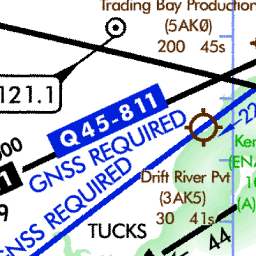 Trading Bay Production
(5AK0)
200 45s
121.1
Q45-811
GNSS REQUIRED
GNSS REQUIRED
22
Drift River Pvt
(3AK5)
30 41s
(A)
TUCKS
44